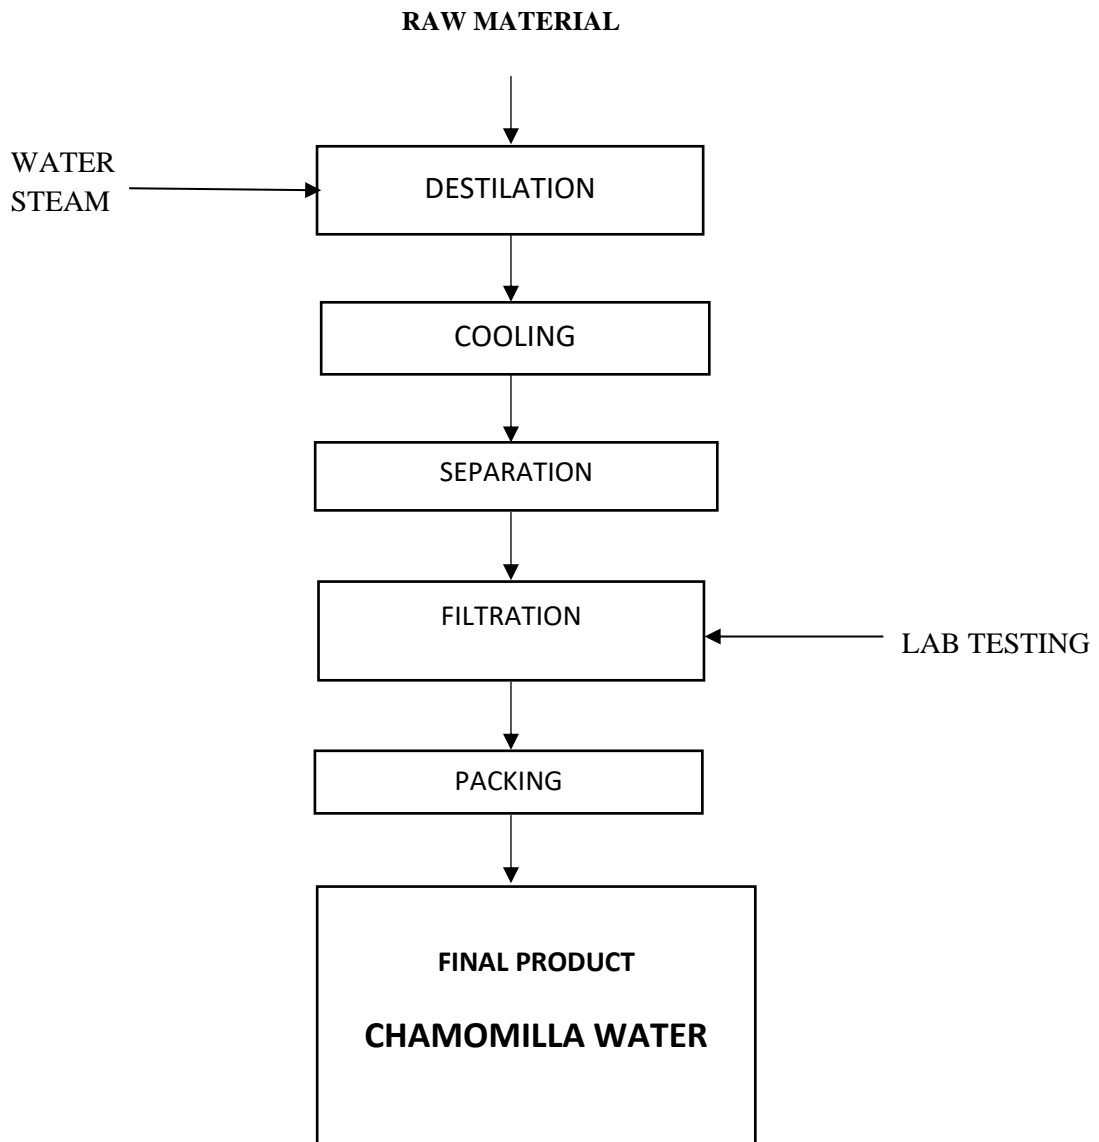 RAW MATERIAL
WATER
STEAM
DESTILATION
COOLING
SEPARATION
FILTRATION
LAB TESTING
PACKING
FINAL PRODUCT
CHAMOMILLA WATER